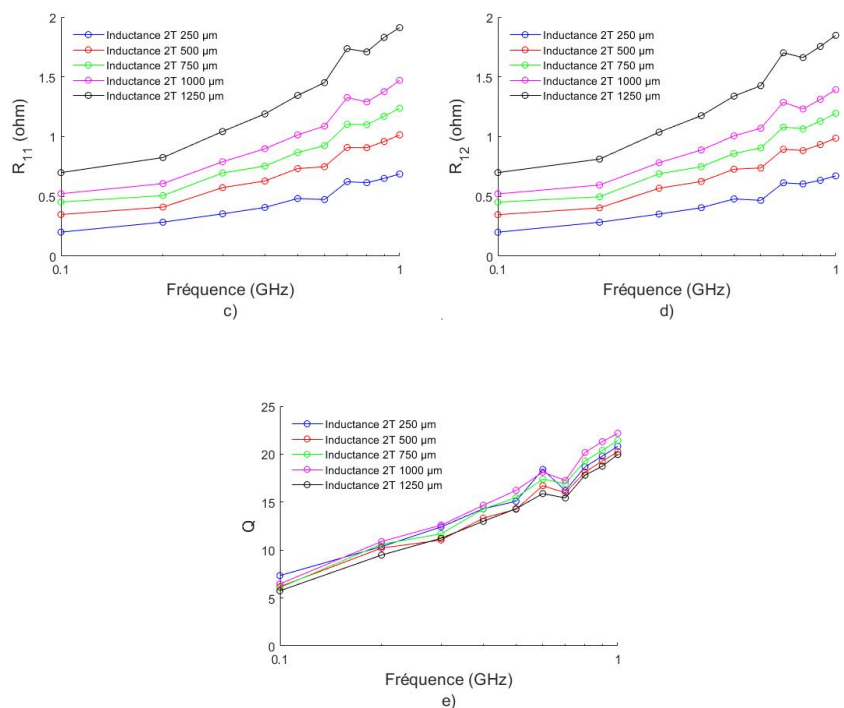 2
1.5
1
0.5
0
R11 (ohm)
Inductance 2T 250 µm
Inductance 2T 500 µm
Inductance 2T 750 µm
Inductance 2T 1000 µm
Inductance 2T 1250 µm
0.1
1
Fréquence (GHz)
c)
2
1.5
1
0.5
0
R12 (ohm)
Inductance 2T 250 µm
Inductance 2T 500 µm
Inductance 2T 750 µm
Inductance 2T 1000 µm
Inductance 2T 1250 µm
0.1
1
Fréquence (GHz)
d)
25
20
15
10
5
0
Q
Inductance 2T 250 µm
Inductance 2T 500 µm
Inductance 2T 750 µm
Inductance 2T 1000 µm
Inductance 2T 1250 µm
0.1
1
Fréquence (GHz)
e)